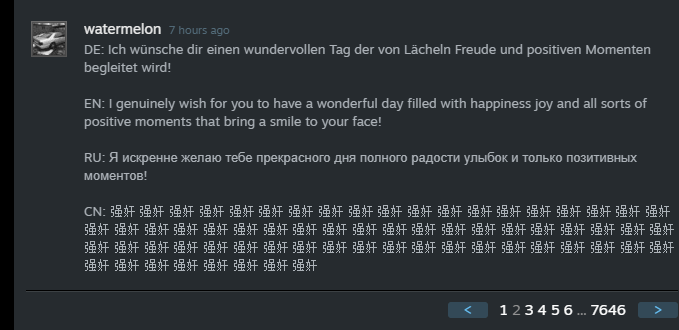 watermelon 7 hours ago
DE: Ich wünsche dir einen wundervollen Tag der von Lächeln Freude und positiven Momenten
begleitet wird!
EN: I genuinely wish for you to have a wonderful day filled with happiness joy and all sorts of
positive moments that bring a smile to your face!
RU: Я искренне желаю тебе прекрасного дня полного радости улыбок и только позитивных
моментов!
CN: 强奸 强奸 强奸 强奸 强奸 强奸 强奸 强奸 强奸 强奸 强奸 强奸 强奸 强奸 强奸 强奸 强奸 强奸 强奸
强奸 强奸 强奸 强奸 强奸 强奸 强奸 强奸 强奸 强奸 强奸 强奸 强奸 强奸 强奸 强奸 强奸 强奸 强奸 强奸
强奸 强奸 强奸 强奸 强奸 强奸 强奸 强奸 强奸 强奸 强奸 强奸 强奸 强奸 强奸 强奸 强奸 强奸 强奸 强奸
强奸 强奸 强奸 强奸 强奸 强奸 强奸 强奸
< 1 2 3 4 5 6 ... 7646 >